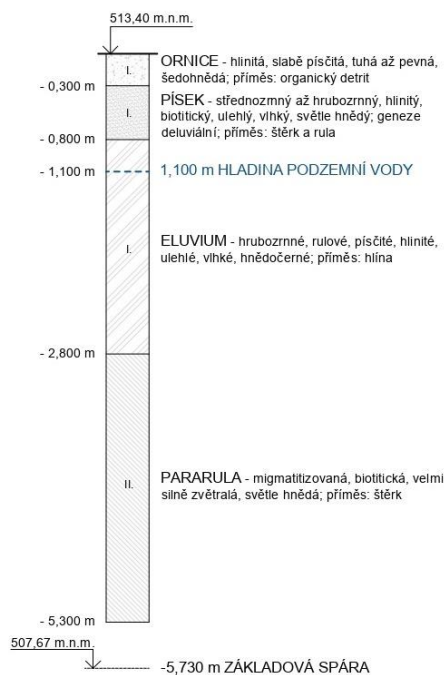 513,40 m.n.m.
I.
ORNICE - hlinitá, slabě písčitá, tuhá až pevná,
šedohnědá; příměs: organický detrit
- 0,300 m
I.
PÍSEK - střednozmný až hrubozrnný, hlinitý,
biotitický, ulehlý, vlhký, světle hnědý; geneze
deluviální; příměs: štěrk a rula
- 0,800 m
- 1,100 m
1,100 m HLADINA PODZEMNÍ VODY
I.
ELUVIUM - hrubozrnné, rulové, písčité, hlinité,
ulehlé, vlhké, hnědočerné; příměs: hlína
- 2,800 m
II.
PARARULA - migmatitizovaná, biotitická, velmi
silně zvětralá, světle hnědá; příměs: štěrk
- 5,300 m
507,67 m.n.m.
-5,730 m ZÁKLADOVÁ SPÁRA